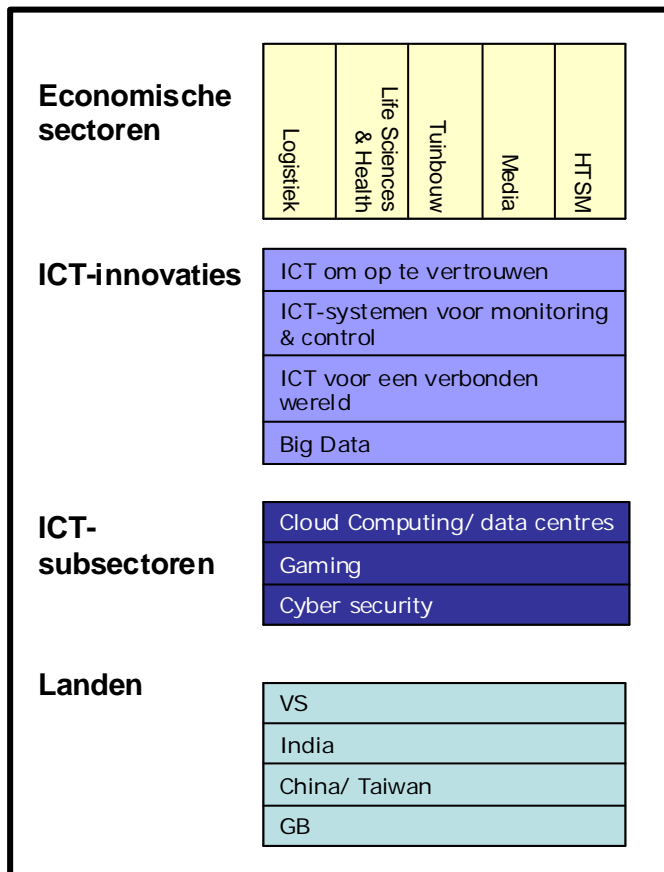 Economische
sectoren
Logistiek
Life Sciences
& Health
Tuinbouw
Media
HTSM
ICT-innovaties
ICT om op te vertrouwen
ICT-systemen voor monitoring
& control
ICT voor een verbonden
wereld
Big Data
ICT-
subsectoren
Cloud Computing/ data centres
Gaming
Cyber security
Landen
VS
India
China/ Taiwan
GB